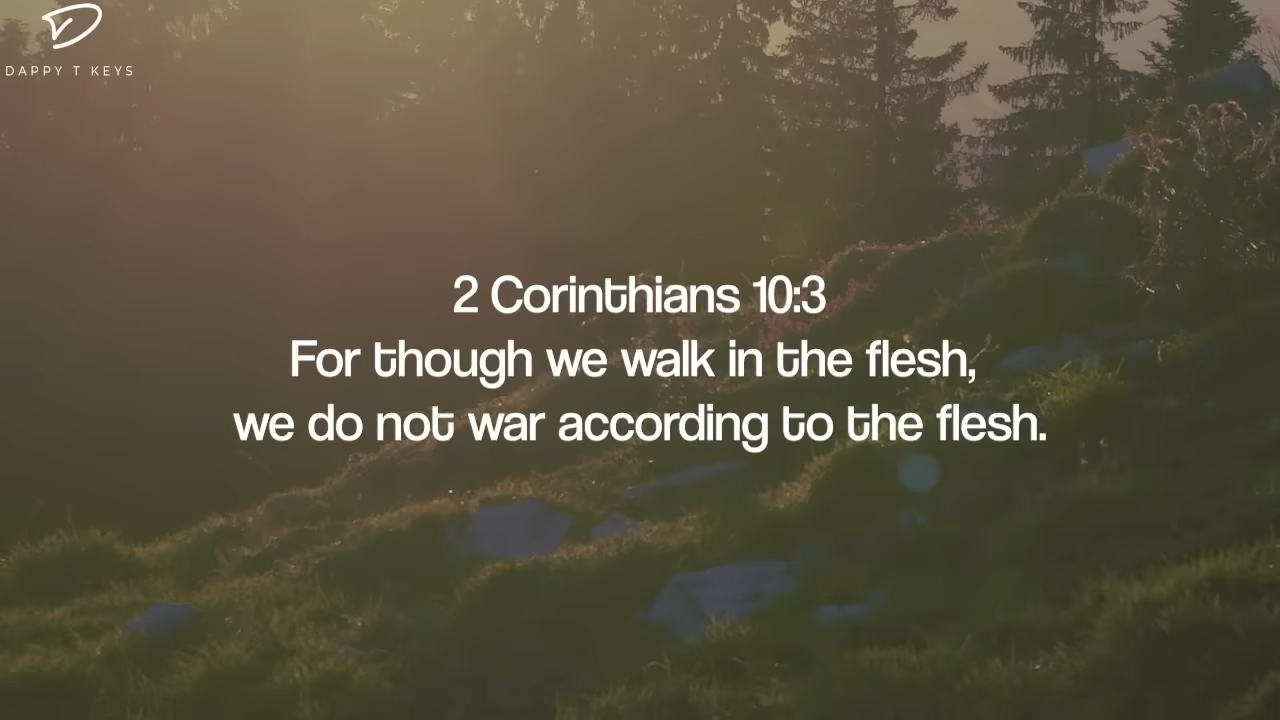 DAPPY T KEYS
2 Corinthians 10:3
For though we walk in the flesh,
we do not war according to the flesh.